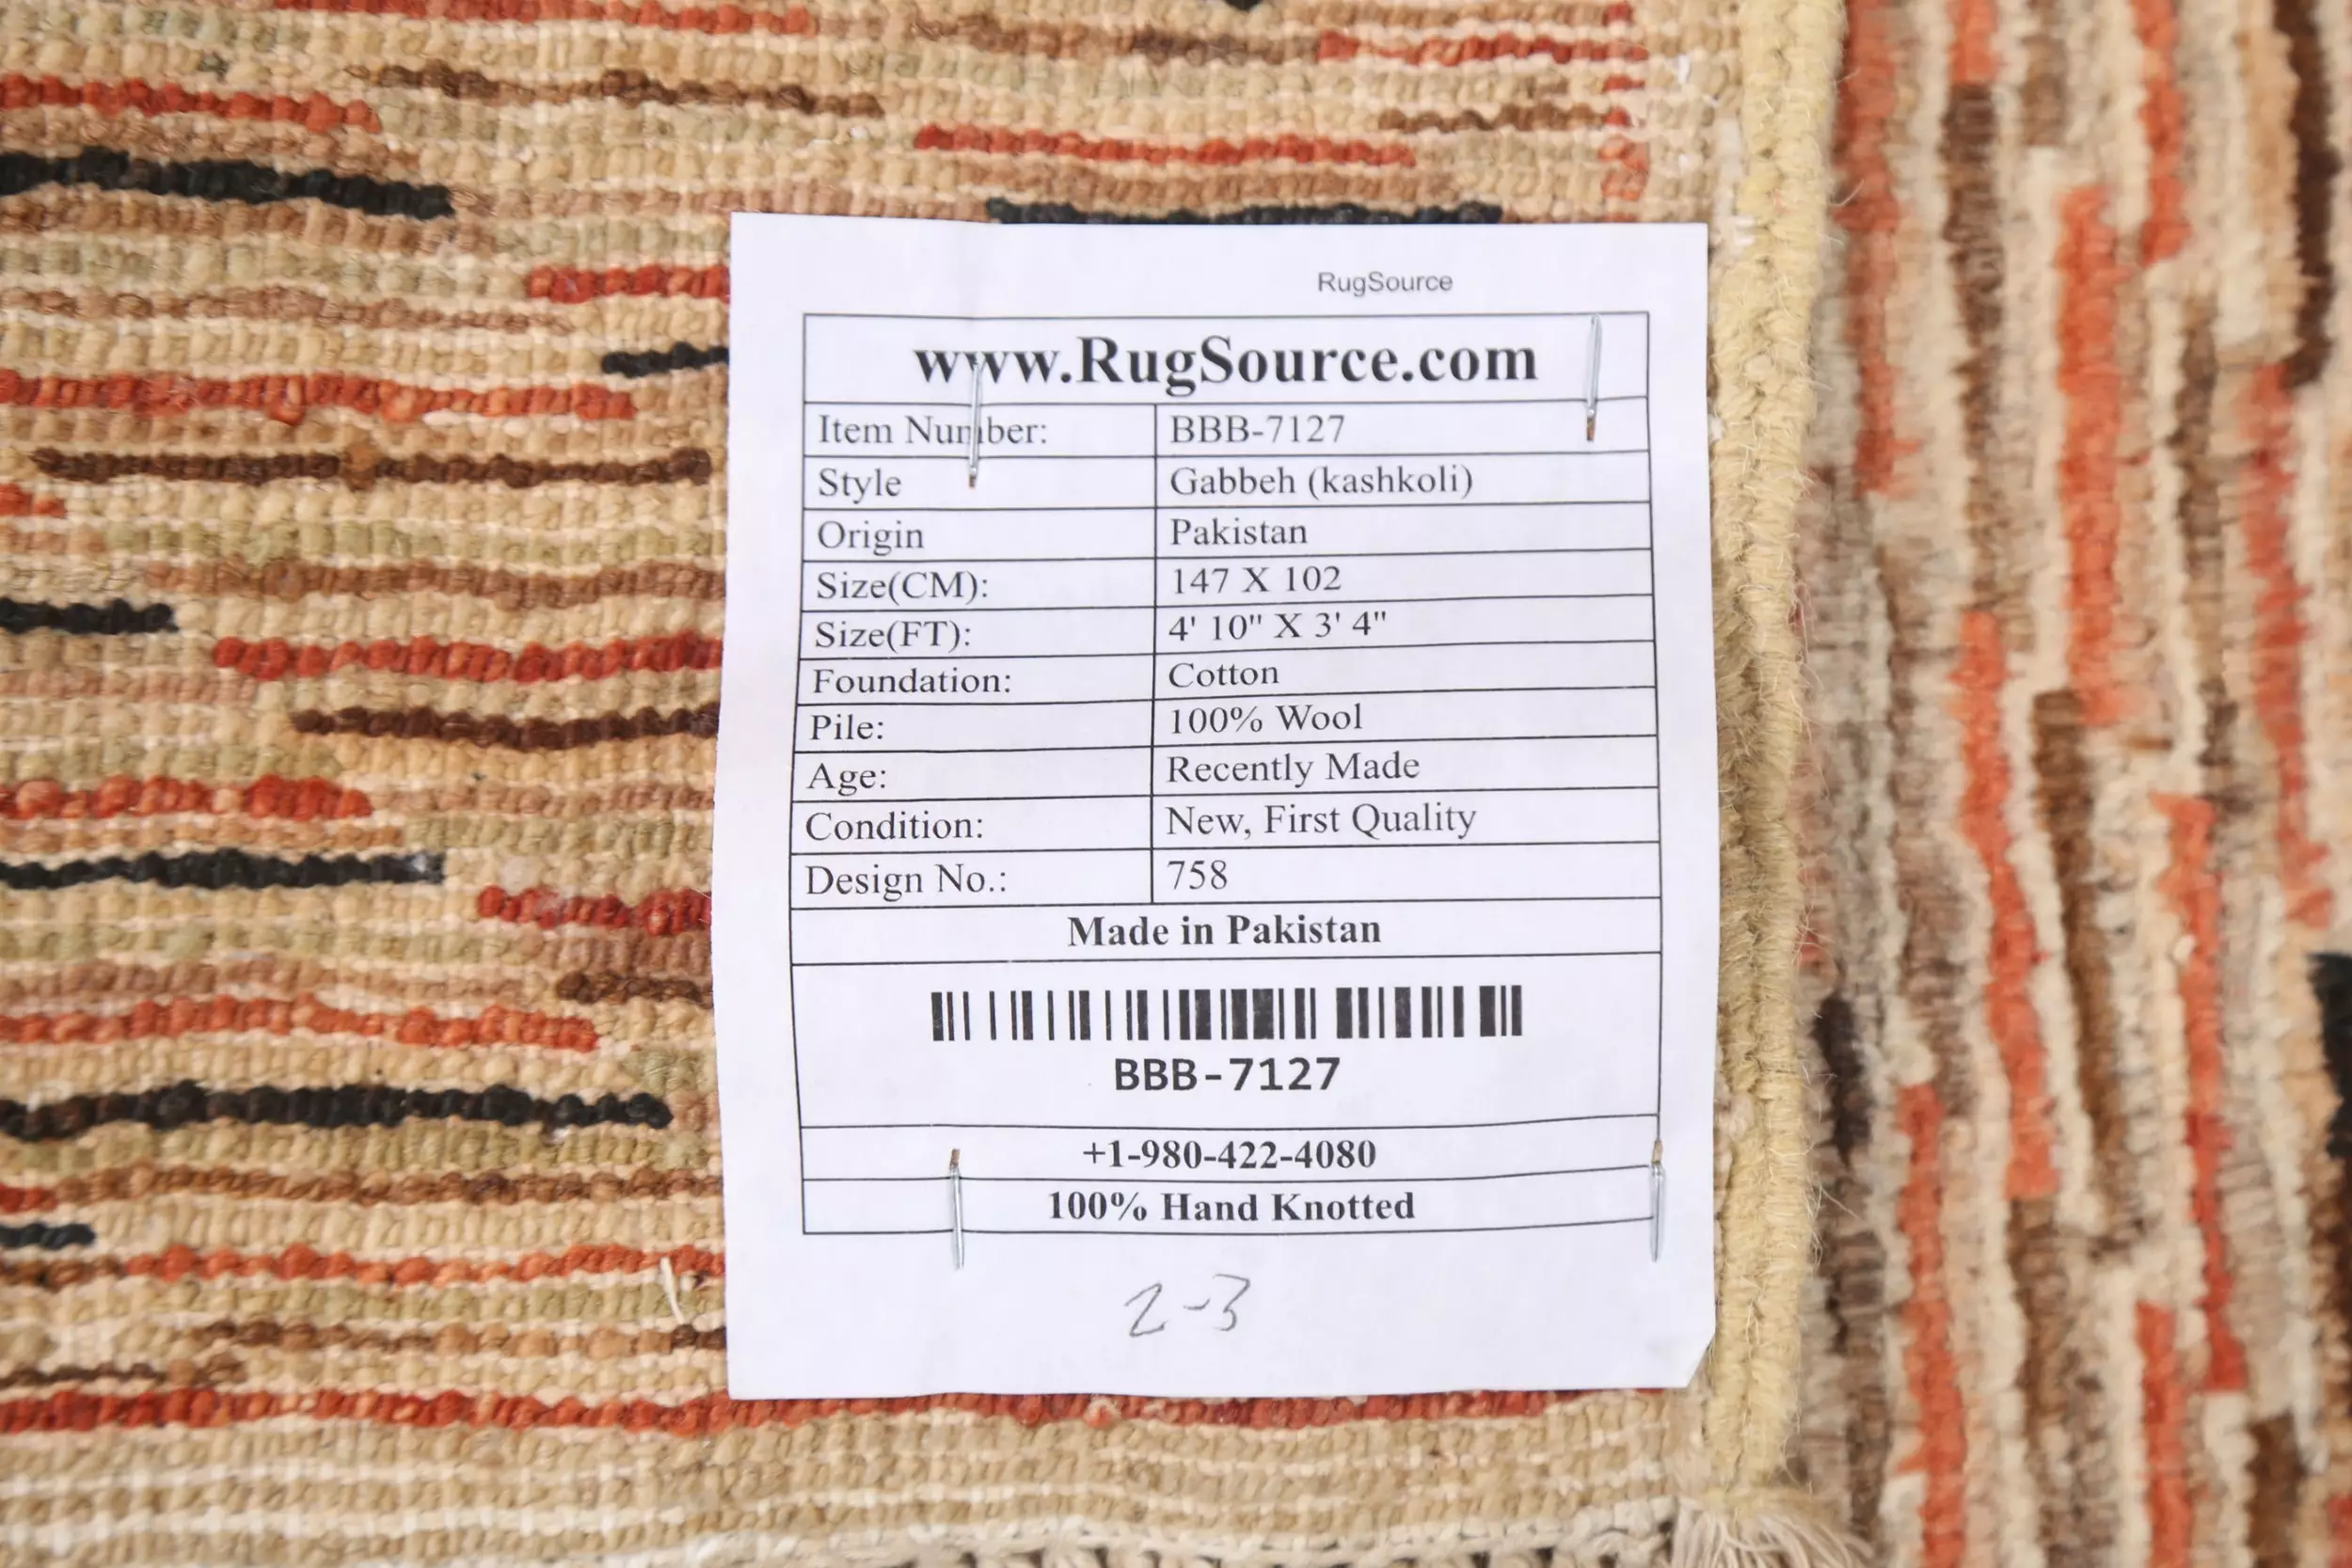 RugSource
www.RugSource.com
Item Number: BBB-7127
Style Gabbeh (kashkoli)
Origin Pakistan
Size(CM): 147 X 102
Size(FT): 4' 10" X 3' 4"
Foundation: Cotton
Pile: 100% Wool
Age: Recently Made
Condition: New, First Quality
Design No.: 758
Made in Pakistan
BBB-7127
+1-980-422-4080
100% Hand Knotted
2-3